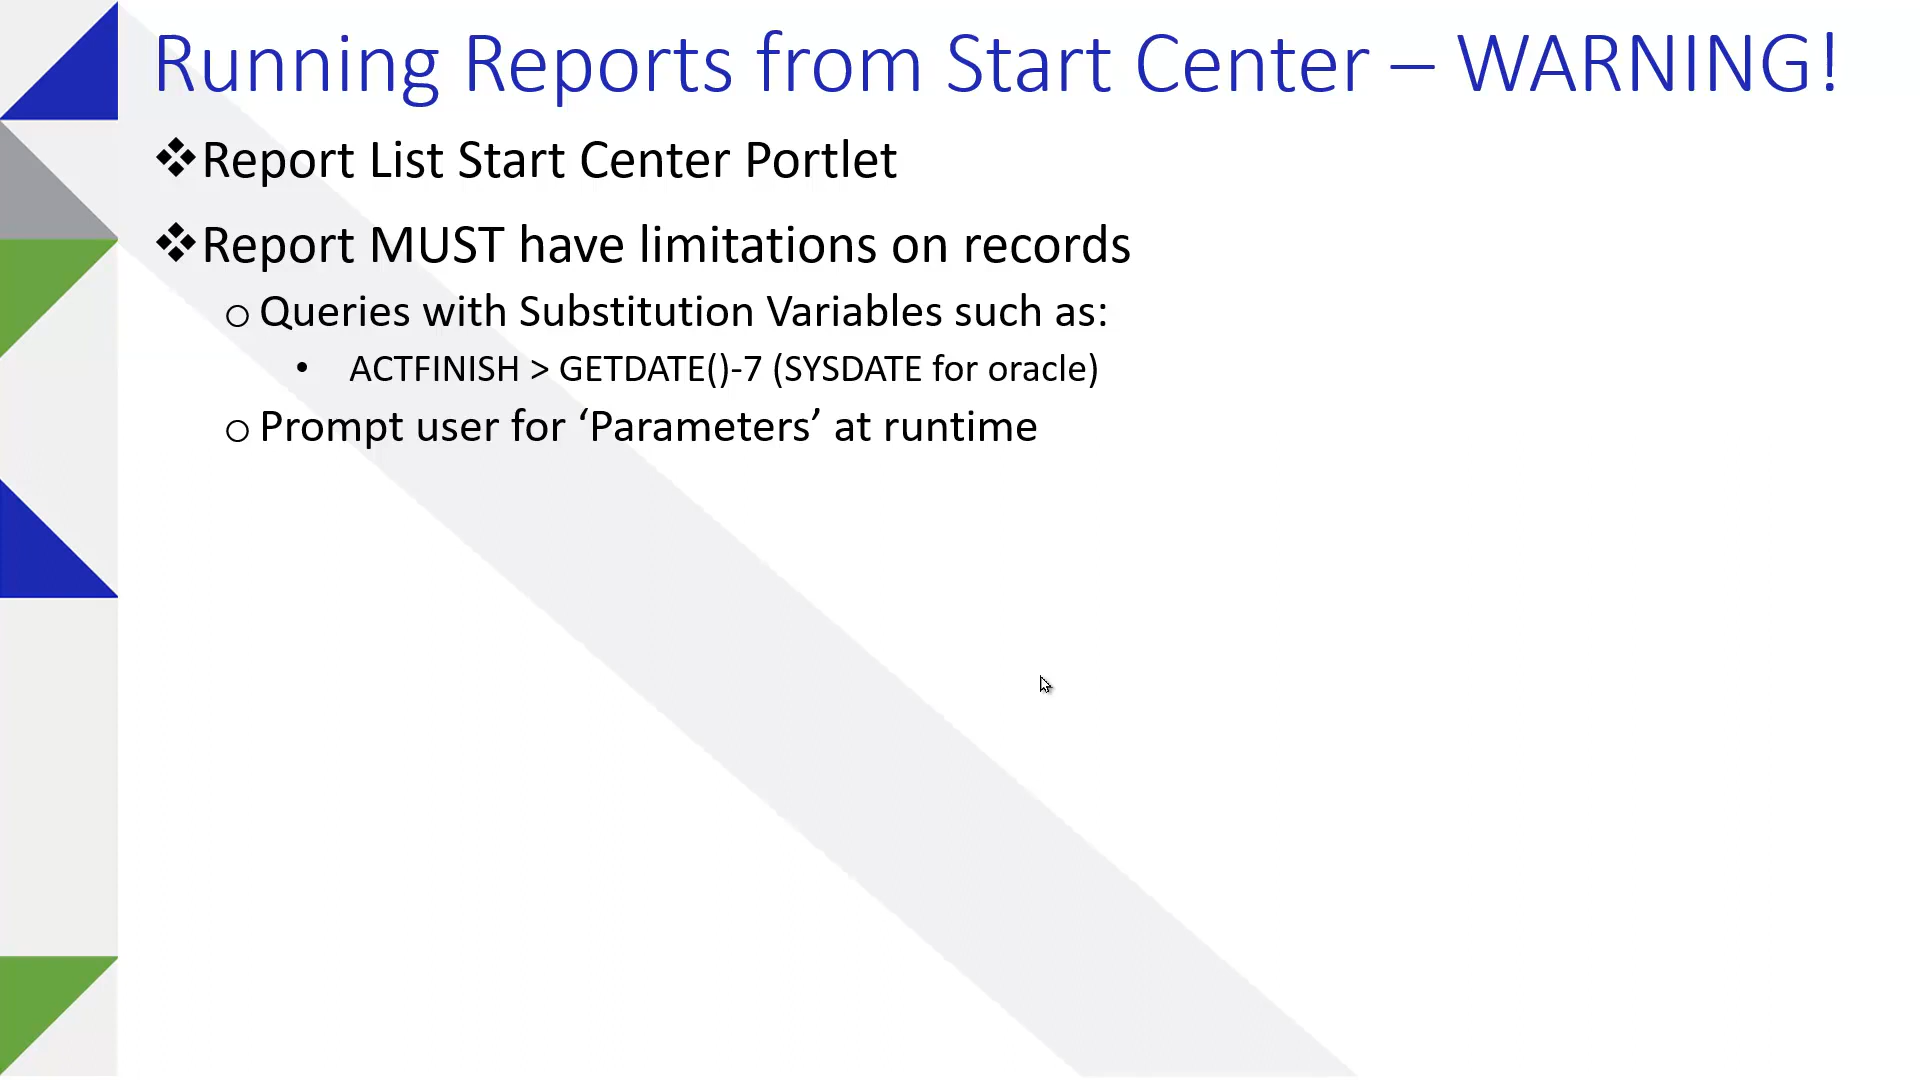 Running Reports from Start Center – WARNING!
❖Report List Start Center Portlet
❖Report MUST have limitations on records
o Queries with Substitution Variables such as:
• ACTFINISH > GETDATE()-7 (SYSDATE for oracle)
o Prompt user for ‘Parameters’ at runtime